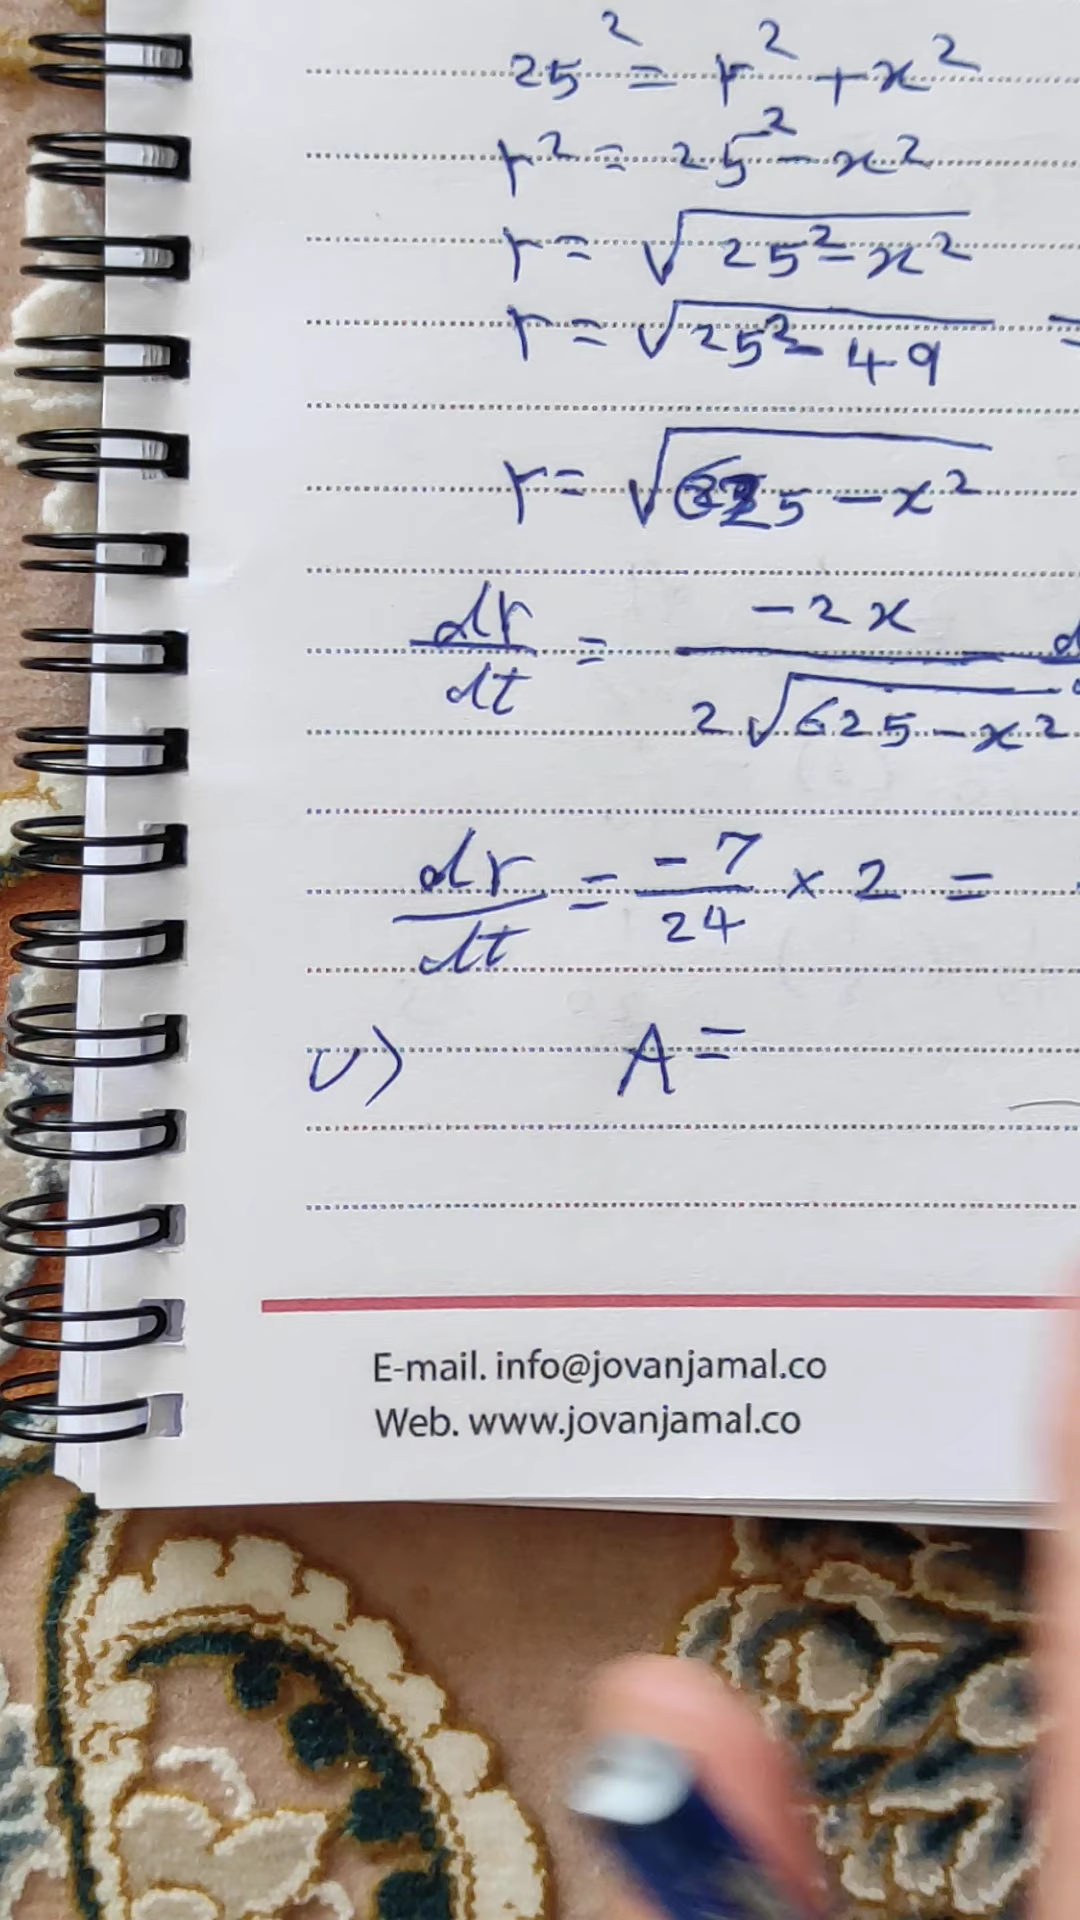 25² = r² + x²
r² = 25² - x²
r = √25² - x²
r = √25² - 49 =
r = √625 - x²
dr/dt = -2x / 2√625 - x² d
dr/dt = -7/24 × 2 =
v) A =
E-mail. info@jovanjamal.co
Web. www.jovanjamal.co